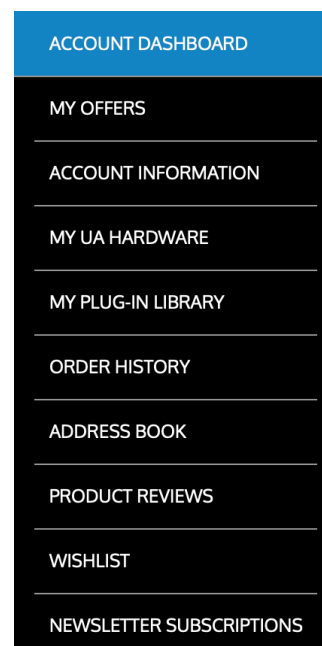 ACCOUNT DASHBOARD
MY OFFERS
ACCOUNT INFORMATION
MY UA HARDWARE
MY PLUG-IN LIBRARY
ORDER HISTORY
ADDRESS BOOK
PRODUCT REVIEWS
WISHLIST
NEWSLETTER SUBSCRIPTIONS